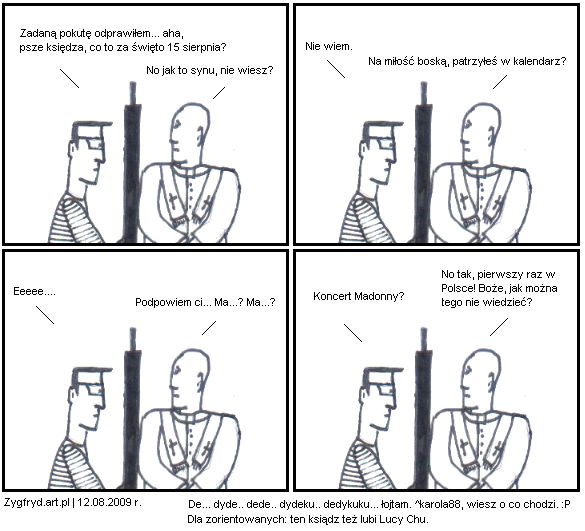 Zadaną pokutę odprawiłem... aha,
psze księdza, co to za święto 15 sierpnia?
No jak to synu, nie wiesz?
Nie wiem.
Na miłość boską, patrzyłeś w kalendarz?
Eeeee....
Podpowiem ci... Ma...? Ma...?
Koncert Madonny?
No tak, pierwszy raz w
Polsce! Boże, jak można
tego nie wiedzieć?
Zygfryd.art.pl | 12.08.2009 r.
De... dyde.. dede.. dydeku.. dedykuku... łojtam. ^karola88, wiesz o co chodzi. :P
Dla zorientowanych: ten ksiądz też lubi Lucy Chu.